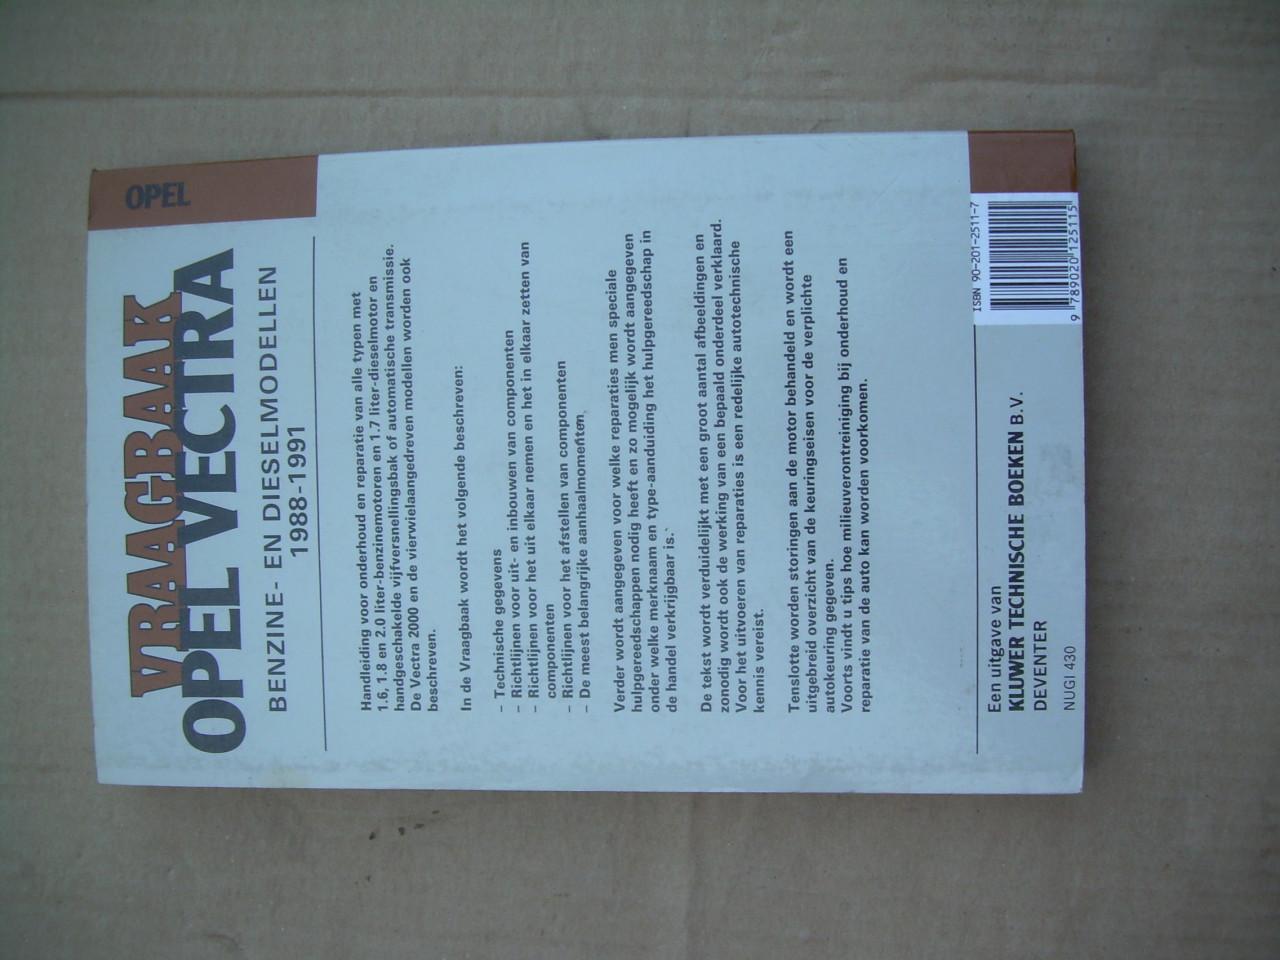 OPEL
VRAAGBAAK
OPEL VECTRA
BENZINE- EN DIESELMODELLEN
1988-1991
Handleiding voor onderhoud en reparatie van alle typen met
1.6, 1.8 en 2.0 liter-benzinemotoren en 1.7 liter-dieselmotor en
handgeschakelde vijfversnellingsbak of automatische transmissie.
De Vectra 2000 en de vierwielaangedreven modellen worden ook
beschreven.
In de Vraagbaak wordt het volgende beschreven:
– Technische gegevens
– Richtlijnen voor uit- en inbouwen van componenten
– Richtlijnen voor het uit elkaar nemen en het in elkaar zetten van
componenten
– Richtlijnen voor het afstellen van componenten
– De meest belangrijke aanhaalmomenten.
Verder wordt aangegeven voor welke reparaties men speciale
hulpgereedschappen nodig heeft en zo mogelijk wordt aangegeven
onder welke merknaam en type-aanduiding het hulpgereedschap in
de handel verkrijgbaar is.
De tekst wordt verduidelijkt met een groot aantal afbeeldingen en
zonodig wordt ook de werking van een bepaald onderdeel verklaard.
Voor het uitvoeren van reparaties is een redelijke autotechnische
kennis vereist.
Tenslotte worden storingen aan de motor behandeld en wordt een
uitgebreid overzicht van de keuringseisen voor de verplichte
autokeuring gegeven.
Voorts vindt u tips hoe milieuverontreiniging bij onderhoud en
reparatie van de auto kan worden voorkomen.
Een uitgave van
KLUWER TECHNISCHE BOEKEN B.V.
DEVENTER
NUGI 430
ISBN 90-201-2511-7
9 789020 125115